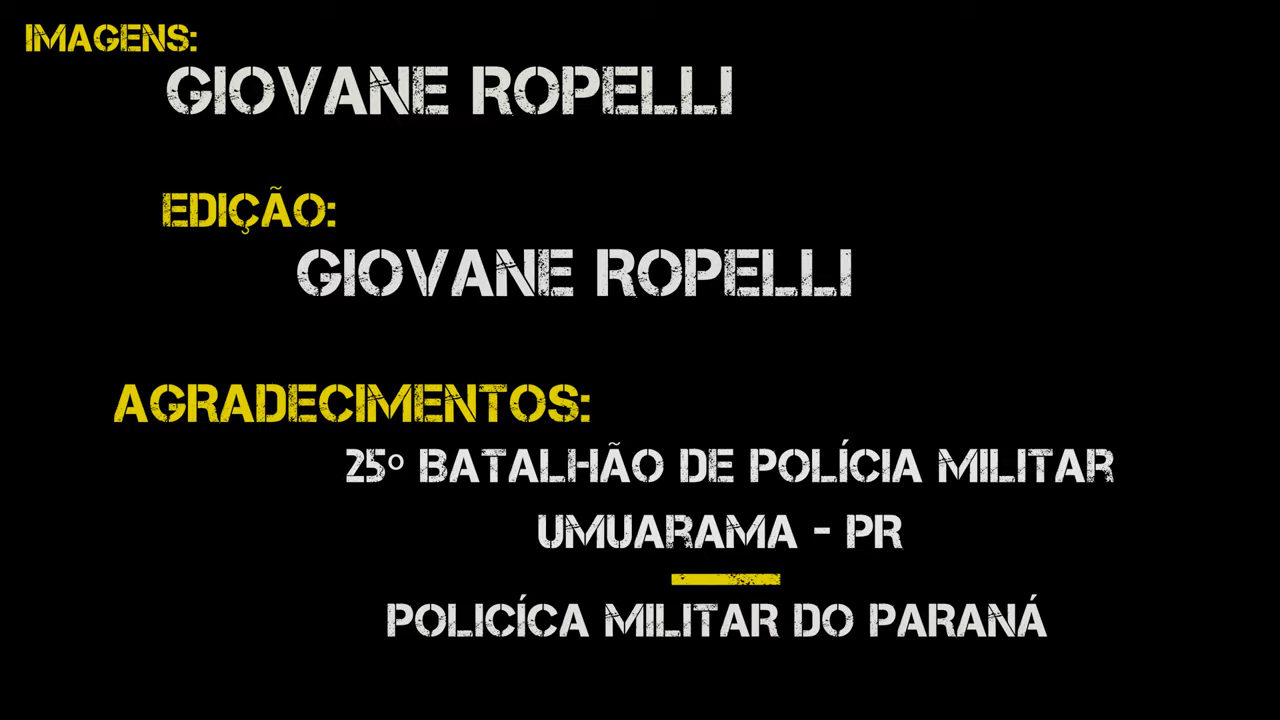 IMAGENS:
GIOVANE ROPELLI
EDIÇÃO:
GIOVANE ROPELLI
AGRADECIMENTOS:
25º BATALHÃO DE POLÍCIA MILITAR
UMUARAMA - PR
POLICÍCA MILITAR DO PARANÁ